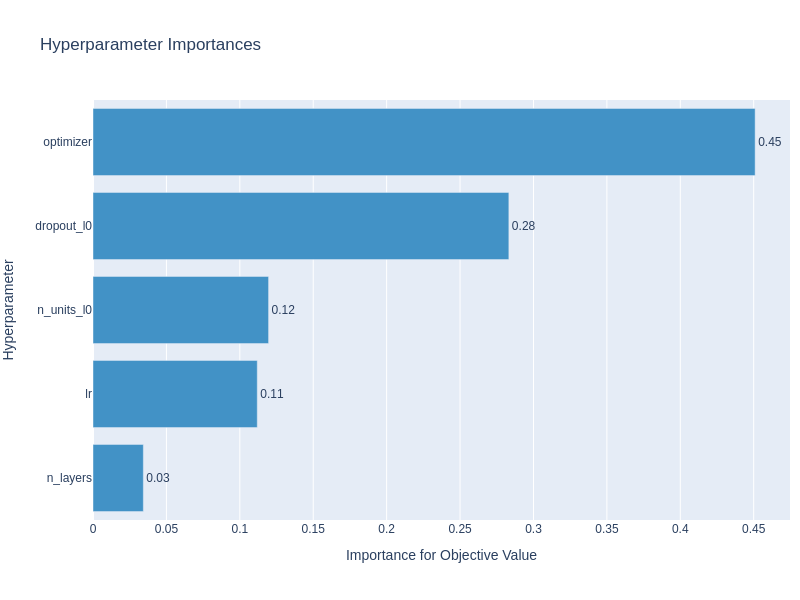 Hyperparameter Importances
Hyperparameter
optimizer
0.45
dropout_l0
0.28
n_units_l0
0.12
lr
0.11
n_layers
0.03
0 0.05 0.1 0.15 0.2 0.25 0.3 0.35 0.4 0.45
Importance for Objective Value